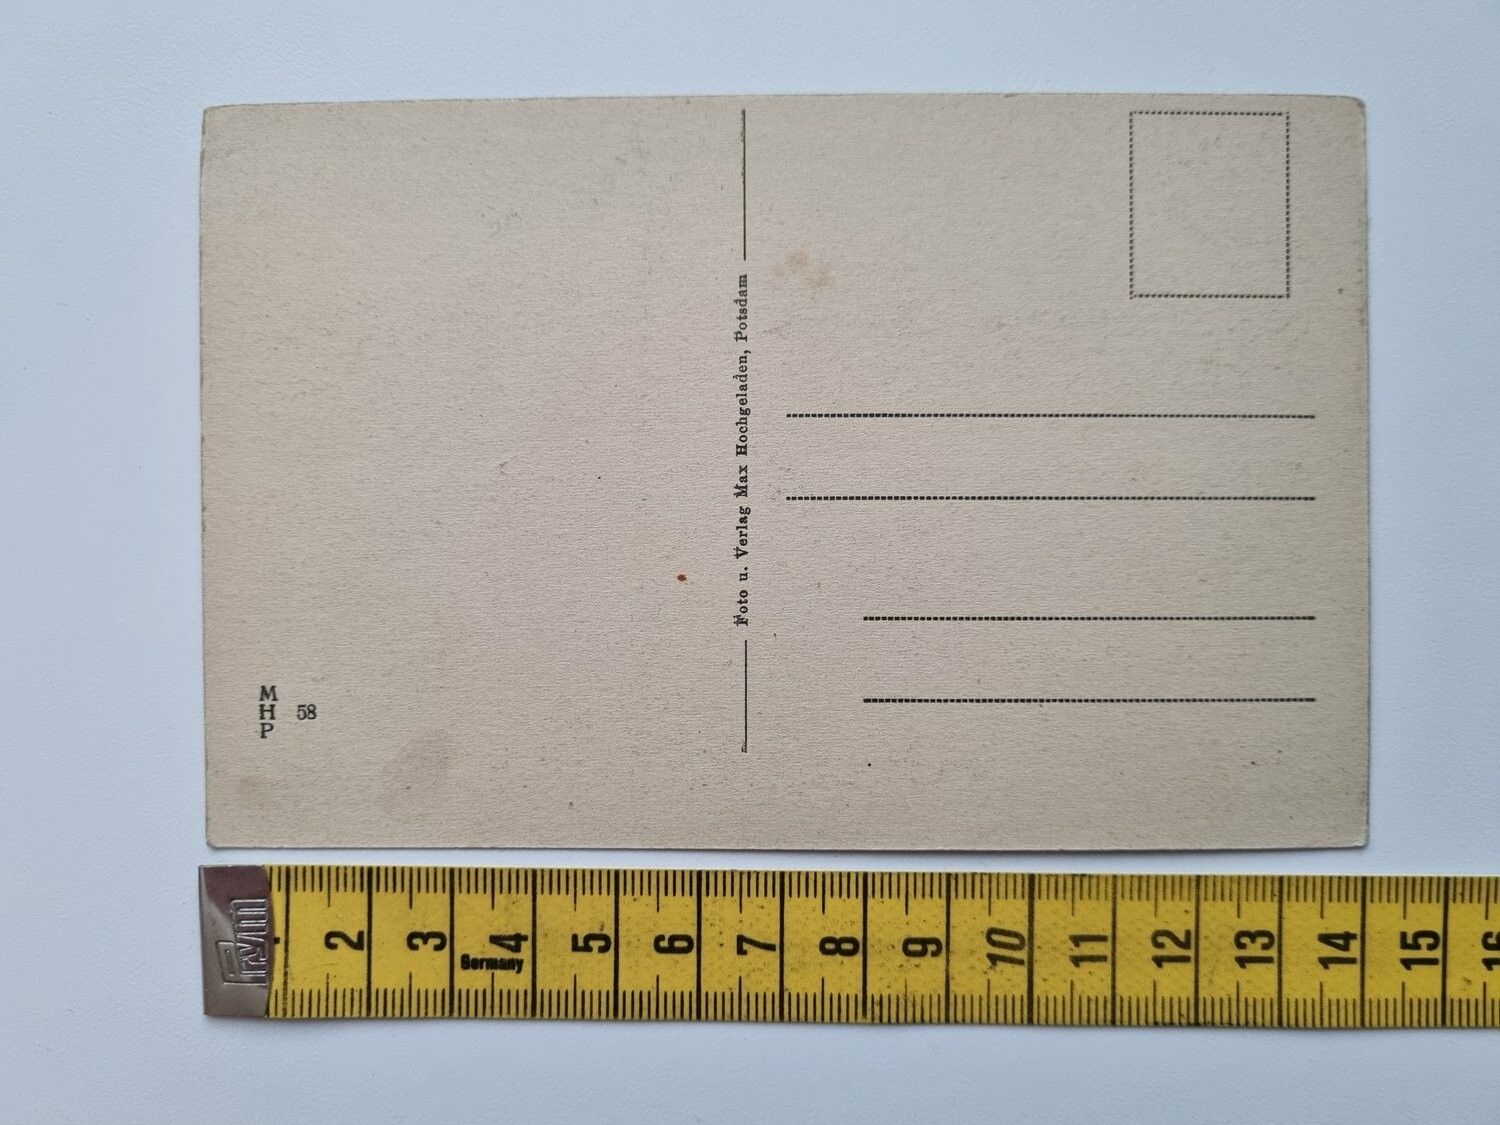 Foto u. Verlag Max Hochgeladen, Potsdam
M
H 58
P
Prym
2 3 4 5 6 7 8 9 10 11 12 13 14 15 16
Germany